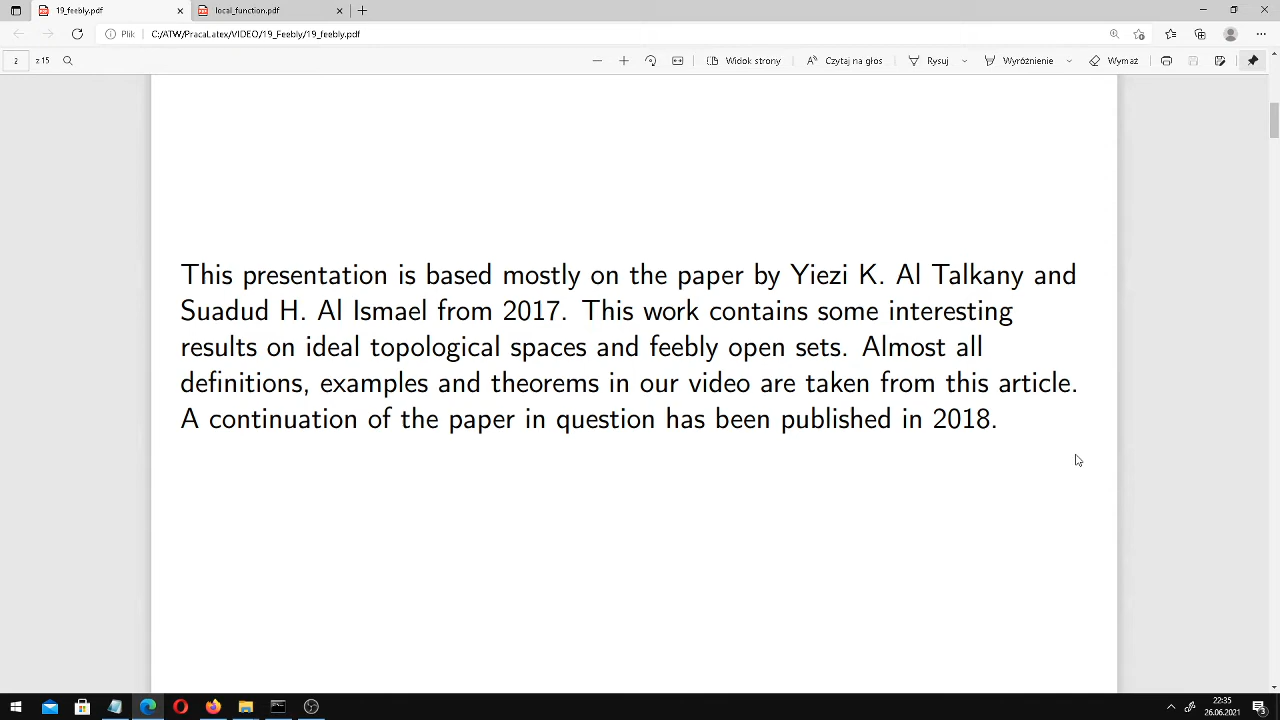 19_feebly.pdf
local_function.pdf
Plik
C:/ATW/PracaLatex/VIDEO/19_Feebly/19_feebly.pdf
2 z 15
Widok strony
Czytaj na głos
Rysuj
Wyróżnienie
Wymaż
This presentation is based mostly on the paper by Yiezi K. Al Talkany and
Suadud H. Al Ismael from 2017. This work contains some interesting
results on ideal topological spaces and feebly open sets. Almost all
definitions, examples and theorems in our video are taken from this article.
A continuation of the paper in question has been published in 2018.
22:35
26.06.2021